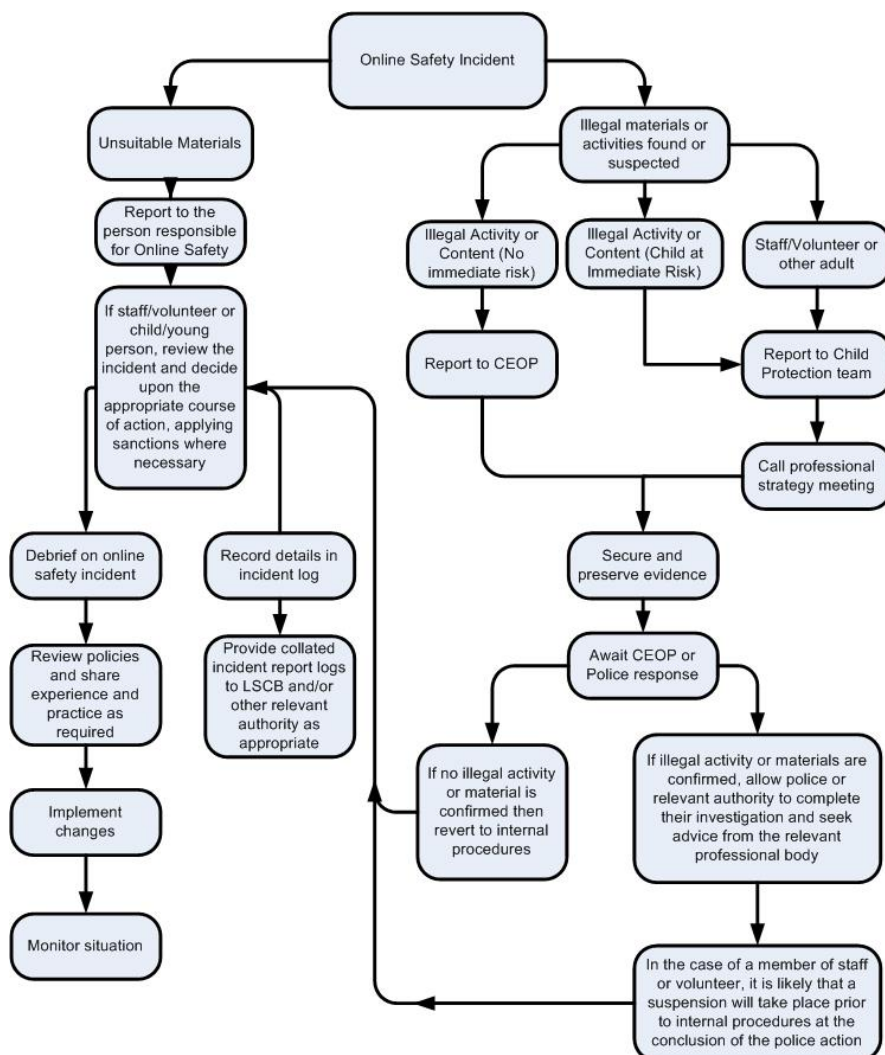 Online Safety Incident
Unsuitable Materials
Report to the
person responsible
for Online Safety
If staff/volunteer or
child/young
person, review the
incident and decide
upon the
appropriate course
of action, applying
sanctions where
necessary
Debrief on online
safety incident
Review policies
and share
experience and
practice as
required
Implement
changes
Monitor situation
Record details in
incident log
Provide collated
incident report logs
to LSCB and/or
other relevant
authority as
appropriate
Illegal materials or
activities found or
suspected
Illegal Activity or
Content (No
immediate risk)
Illegal Activity or
Content (Child at
Immediate Risk)
Staff/Volunteer or
other adult
Report to CEOP
Report to Child
Protection team
Call professional
strategy meeting
Secure and
preserve evidence
Await CEOP or
Police response
If no illegal activity
or material is
confirmed then
revert to internal
procedures
If illegal activity or materials are
confirmed, allow police or
relevant authority to complete
their investigation and seek
advice from the relevant
professional body
In the case of a member of staff
or volunteer, it is likely that a
suspension will take place prior
to internal procedures at the
conclusion of the police action